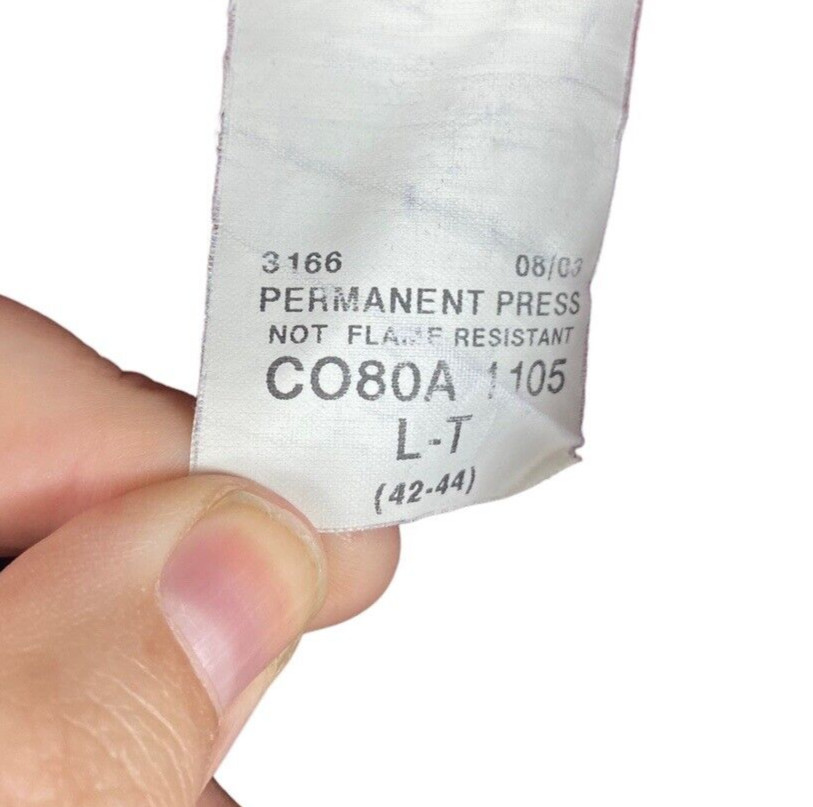 3166 08/03
PERMANENT PRESS
NOT FLAME RESISTANT
CO80A 1105
L-T
(42-44)